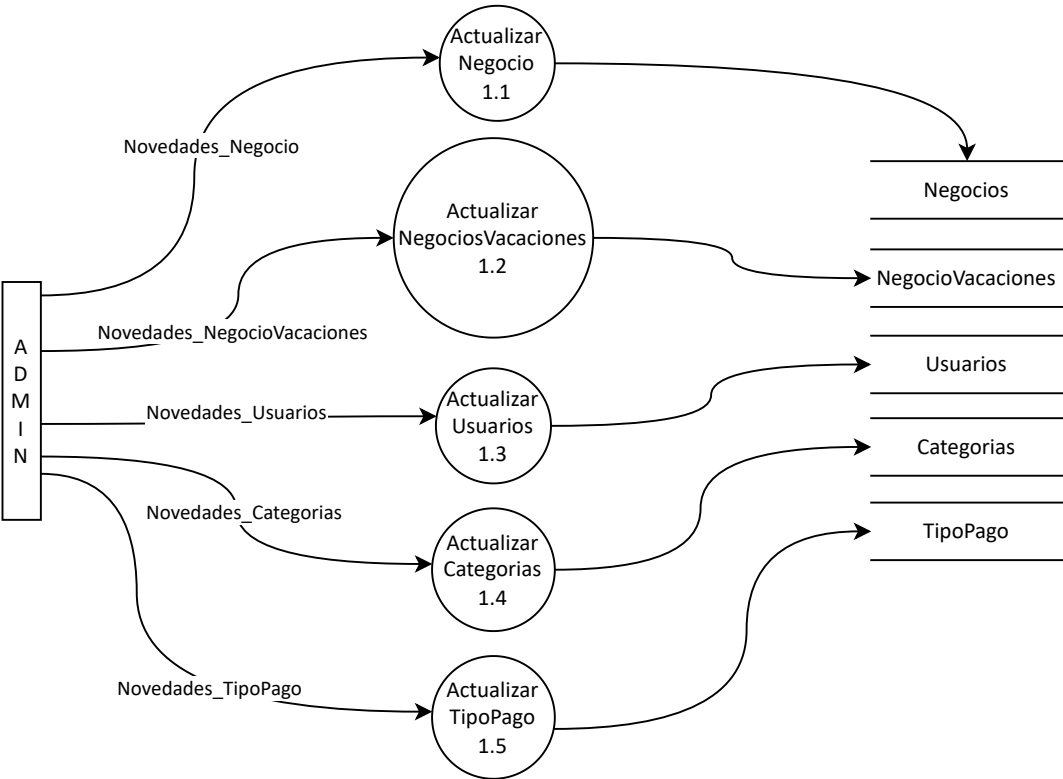 Actualizar
Negocio
1.1
Novedades_Negocio
Negocios
Actualizar
NegociosVacaciones
1.2
NegocioVacaciones
Novedades_NegocioVacaciones
A
D
M
I
N
Usuarios
Novedades_Usuarios
Actualizar
Usuarios
1.3
Categorias
Novedades_Categorias
Actualizar
Categorias
1.4
TipoPago
Novedades_TipoPago
Actualizar
TipoPago
1.5